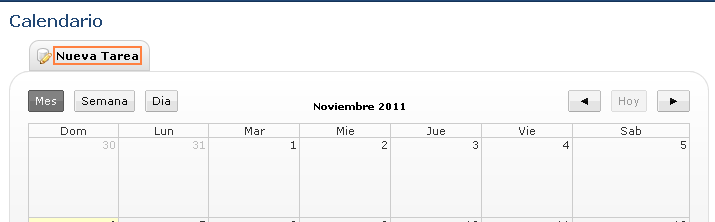 Calendario
Nueva Tarea
Mes Semana Dia Noviembre 2011 ◄ Hoy ►
Dom Lun Mar Mie Jue Vie Sab
30 31 1 2 3 4 5